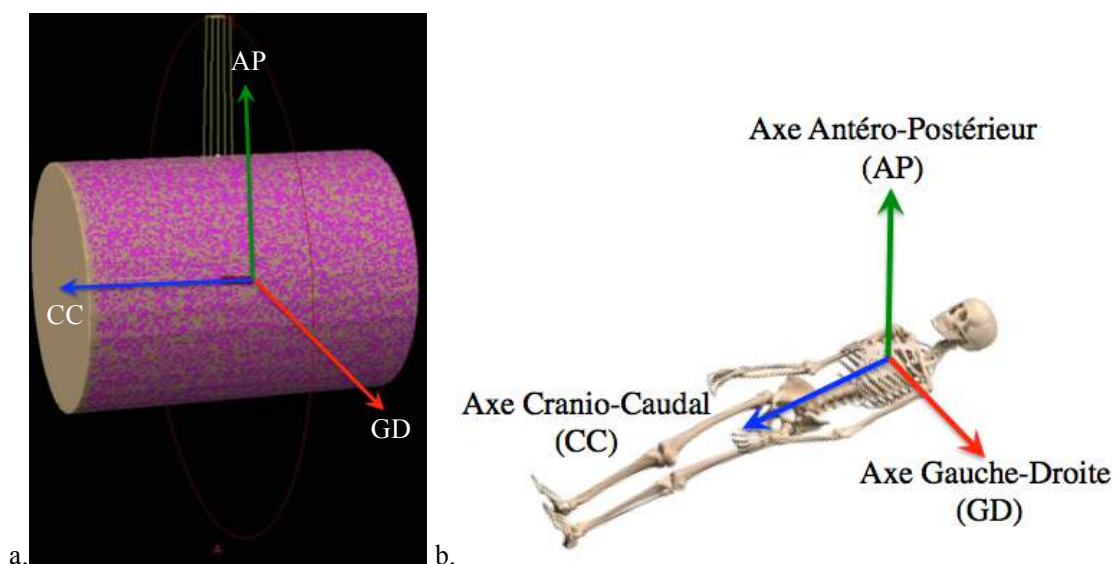 AP
CC
GD
a.
A
Axe Antéro-Postérieur
(AP)
Axe Cranio-Caudal
(CC)
Axe Gauche-Droite
(GD)
b.